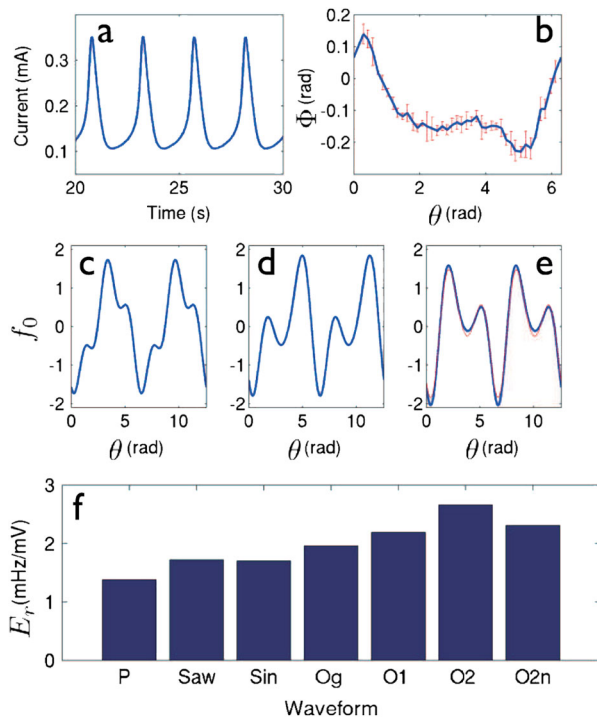 a
0.3
0.2
0.1
Current (mA)
20 25 30
Time (s)
b
0.2
0.1
0
-0.1
-0.2
Φ (rad)
0 2 4 6
θ (rad)
c
2
1
0
-1
-2
f₀
0 5 10
θ (rad)
d
2
1
0
-1
-2
0 5 10
θ (rad)
e
2
1
0
-1
-2
0 5 10
θ (rad)
f
3
2
1
0
Eᵣ (mHz/mV)
P Saw Sin Og O1 O2 O2n
Waveform